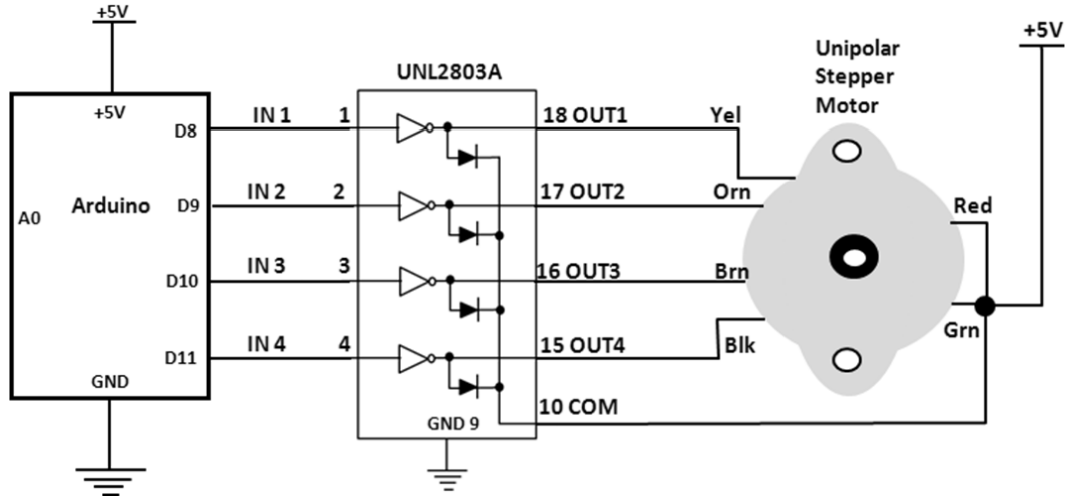 +5V
+5V
UNL2803A
Unipolar
Stepper
Motor
+5V
D8
IN 1
1
18 OUT1
Yel
A0
Arduino
D9
IN 2
2
17 OUT2
Orn
Red
D10
IN 3
3
16 OUT3
Brn
D11
IN 4
4
15 OUT4
Blk
Grn
GND
GND 9
10 COM